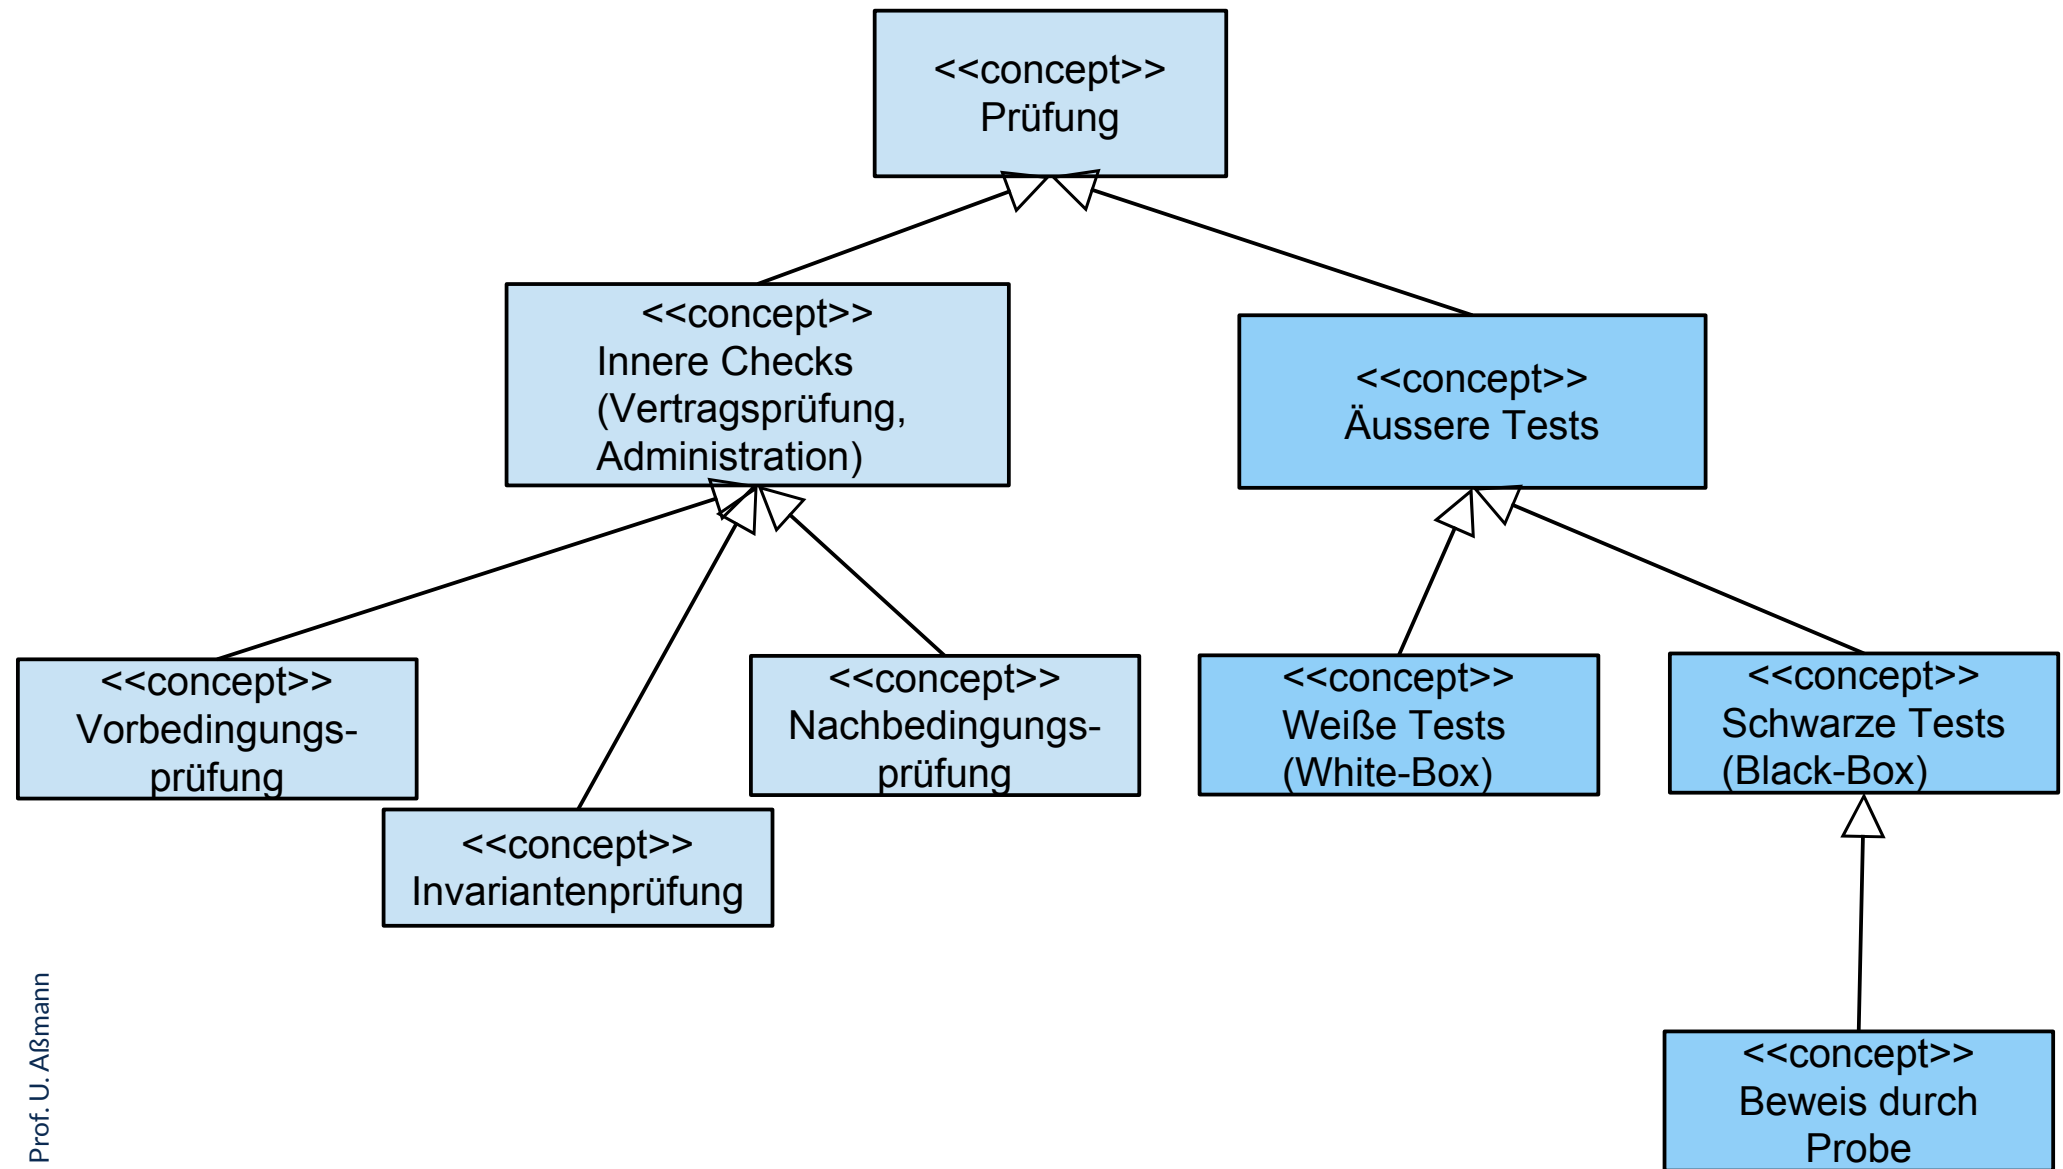 <<concept>>
Prüfung
<<concept>>
Innere Checks
(Vertragsprüfung,
Administration)
<<concept>>
Äussere Tests
<<concept>>
Vorbedingungs-
prüfung
<<concept>>
Invariantenprüfung
<<concept>>
Nachbedingungs-
prüfung
<<concept>>
Weiße Tests
(White-Box)
<<concept>>
Schwarze Tests
(Black-Box)
<<concept>>
Beweis durch
Probe
Prof. U. Aßmann